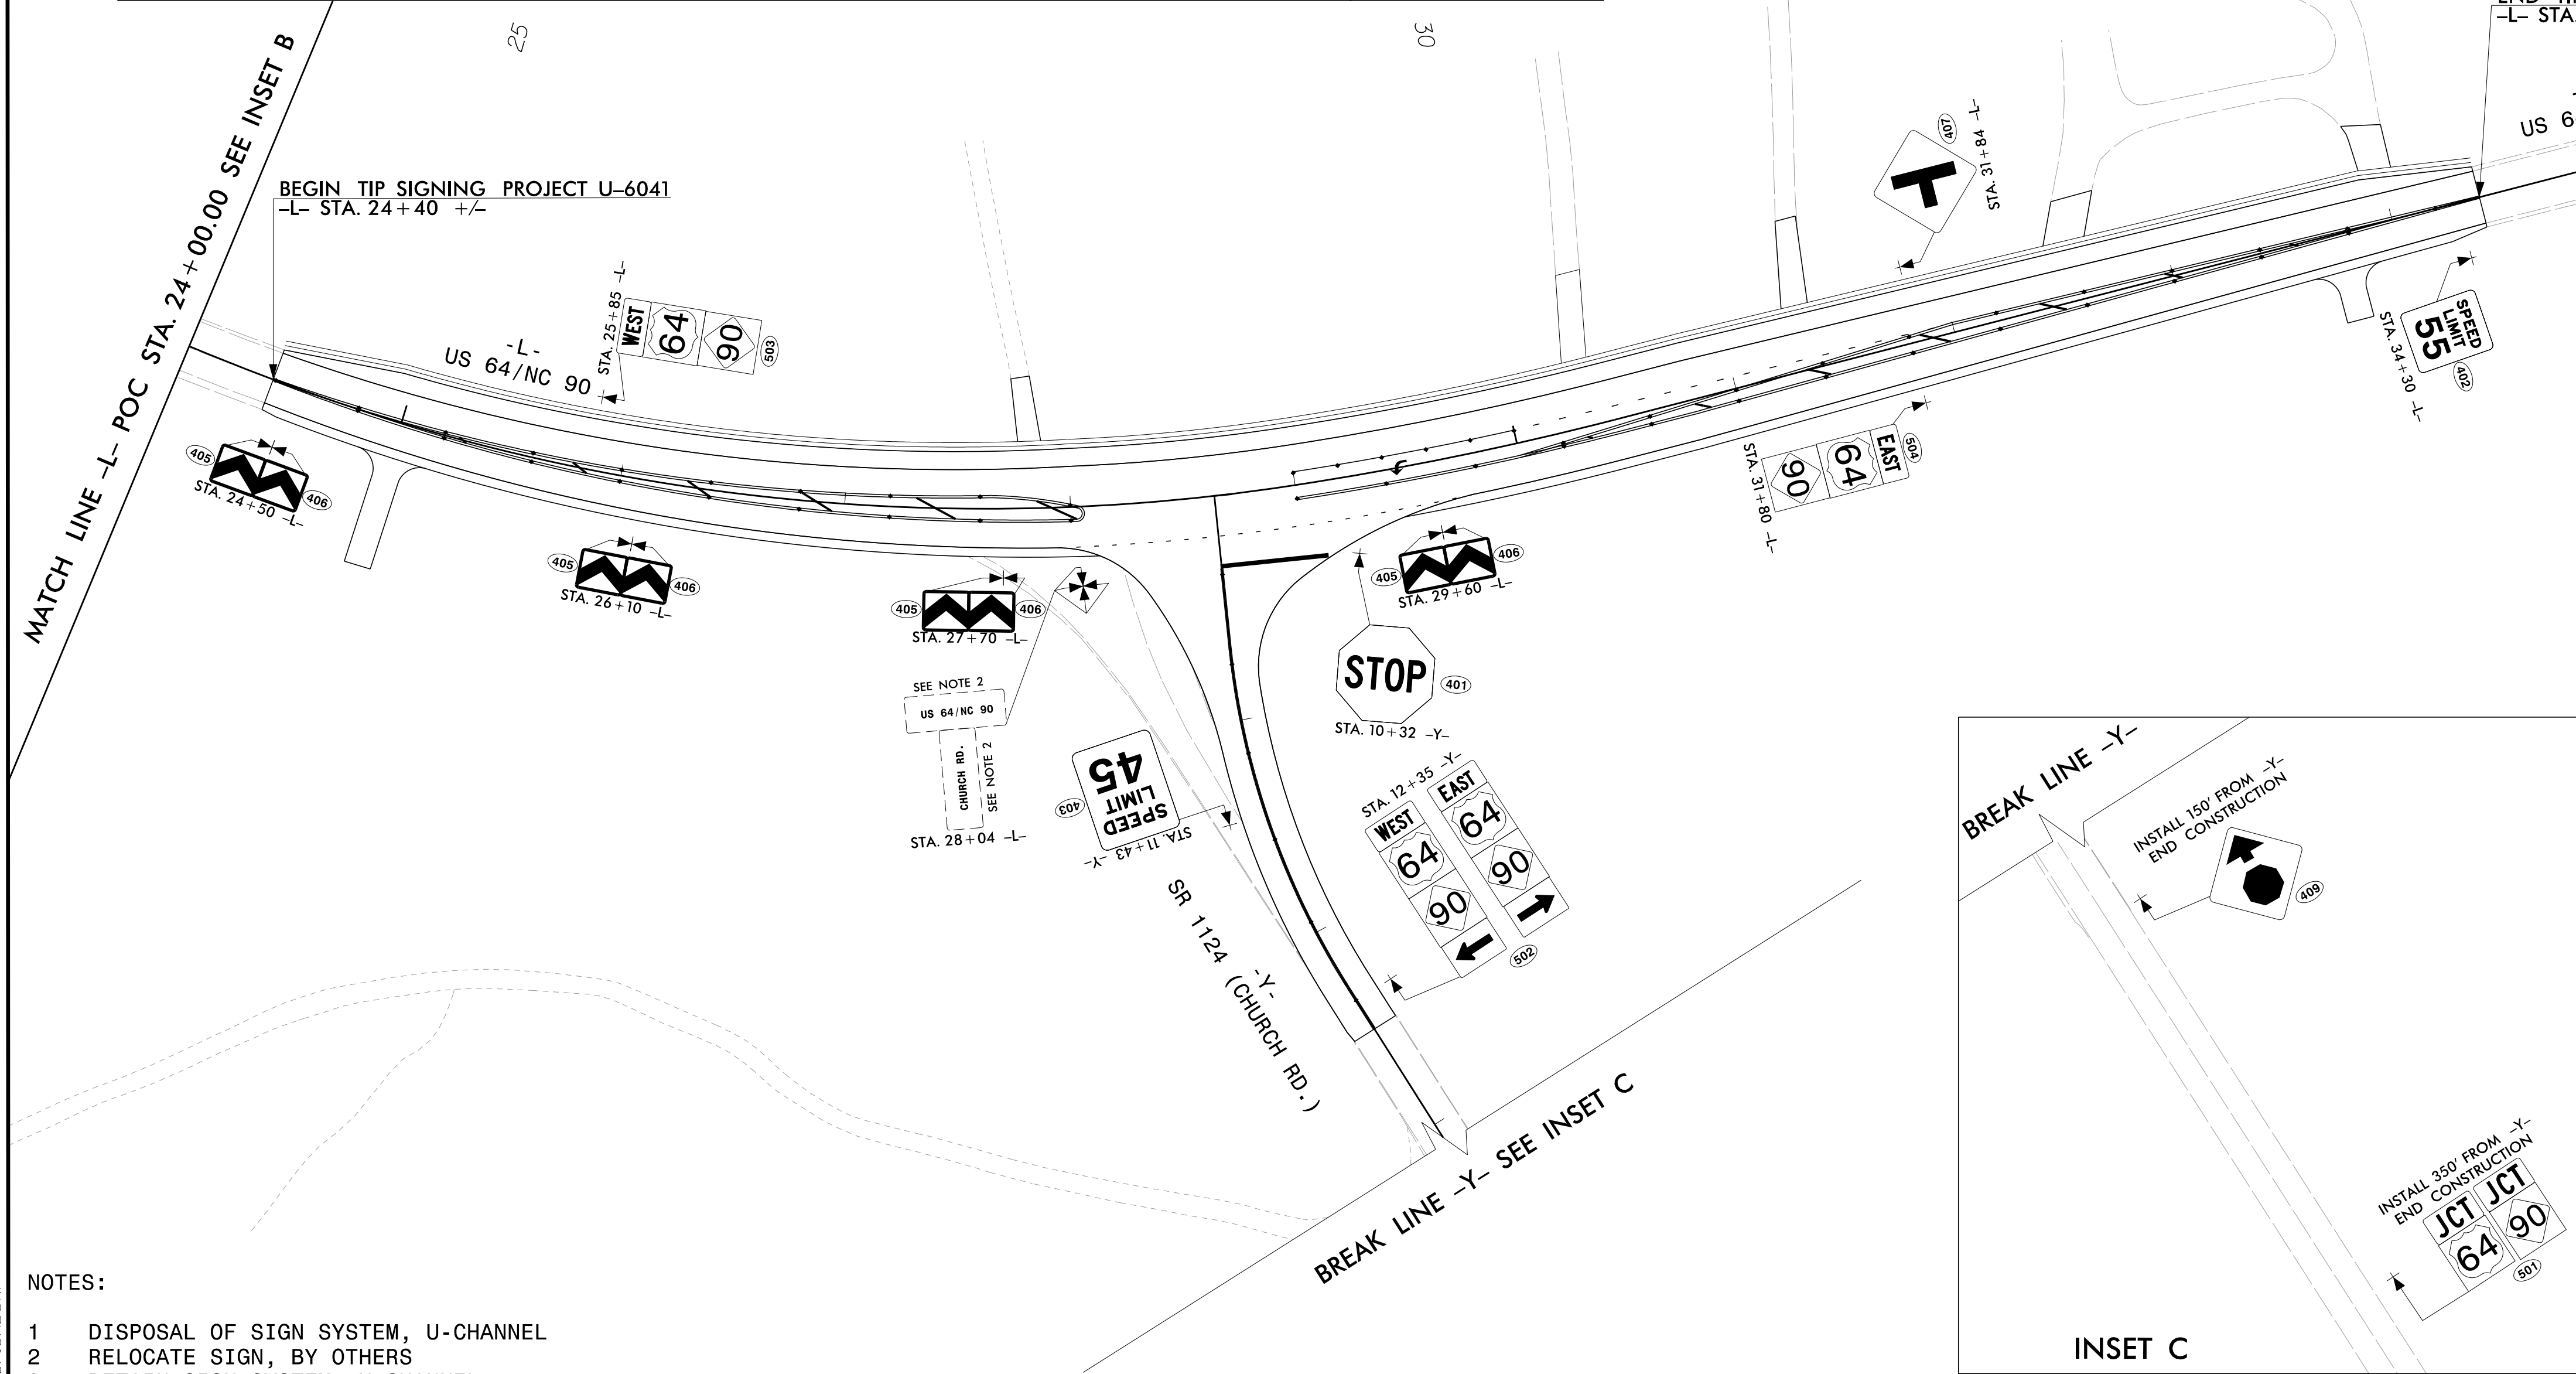 25
30
MATCH LINE –L– POC STA. 24+00.00 SEE INSET B
BEGIN TIP SIGNING PROJECT U–6041
–L– STA. 24+40 +/–
–L– STA.
US 6
-L-
US 64/NC 90
STA. 25+85 –L–
WEST
64
90
503
407
STA. 31+84 –L–
SPEED
LIMIT
55
402
STA. 34+30 –L–
405
406
STA. 24+50 –L–
405
406
STA. 26+10 –L–
405
406
STA. 27+70 –L–
405
406
STA. 29+60 –L–
STA. 31+80 –L–
90
64
EAST
504
SEE NOTE 2
US 64/NC 90
CHURCH RD.
SEE NOTE 2
STA. 28+04 –L–
STOP
401
STA. 10+32 –Y–
SPEED
LIMIT
45
403
STA. 11+43 –Y–
STA. 12+35 –Y–
WEST
64
90
EAST
64
90
502
-Y-
SR 1124 (CHURCH RD.)
BREAK LINE –Y– SEE INSET C
BREAK LINE –Y–
INSTALL 150' FROM –Y–
END CONSTRUCTION
409
INSTALL 350' FROM –Y–
END CONSTRUCTION
JCT
64
JCT
90
501
INSET C
NOTES:
1 DISPOSAL OF SIGN SYSTEM, U-CHANNEL
2 RELOCATE SIGN, BY OTHERS